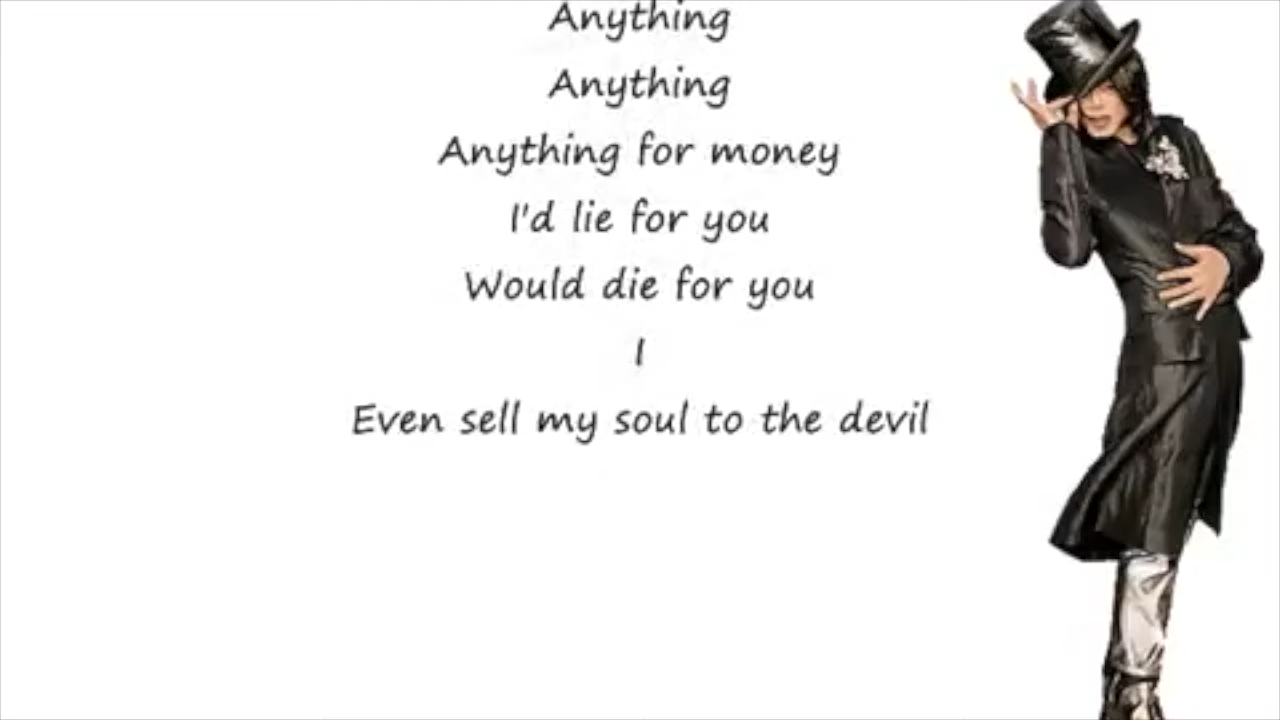 Anything
Anything
Anything for money
I'd lie for you
Would die for you
I
Even sell my soul to the devil